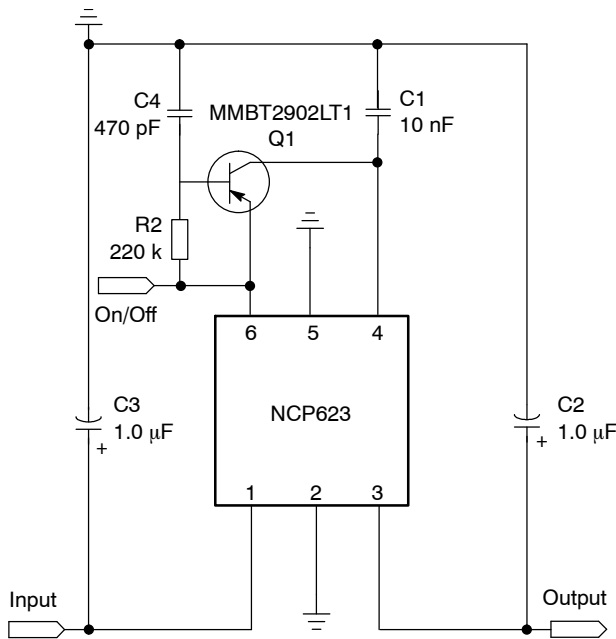 C4
470 pF
MMBT2902LT1
Q1
C1
10 nF
R2
220 k
On/Off
6
5
4
NCP623
C3
1.0 μF
+
C2
1.0 μF
+
1
2
3
Input
Output